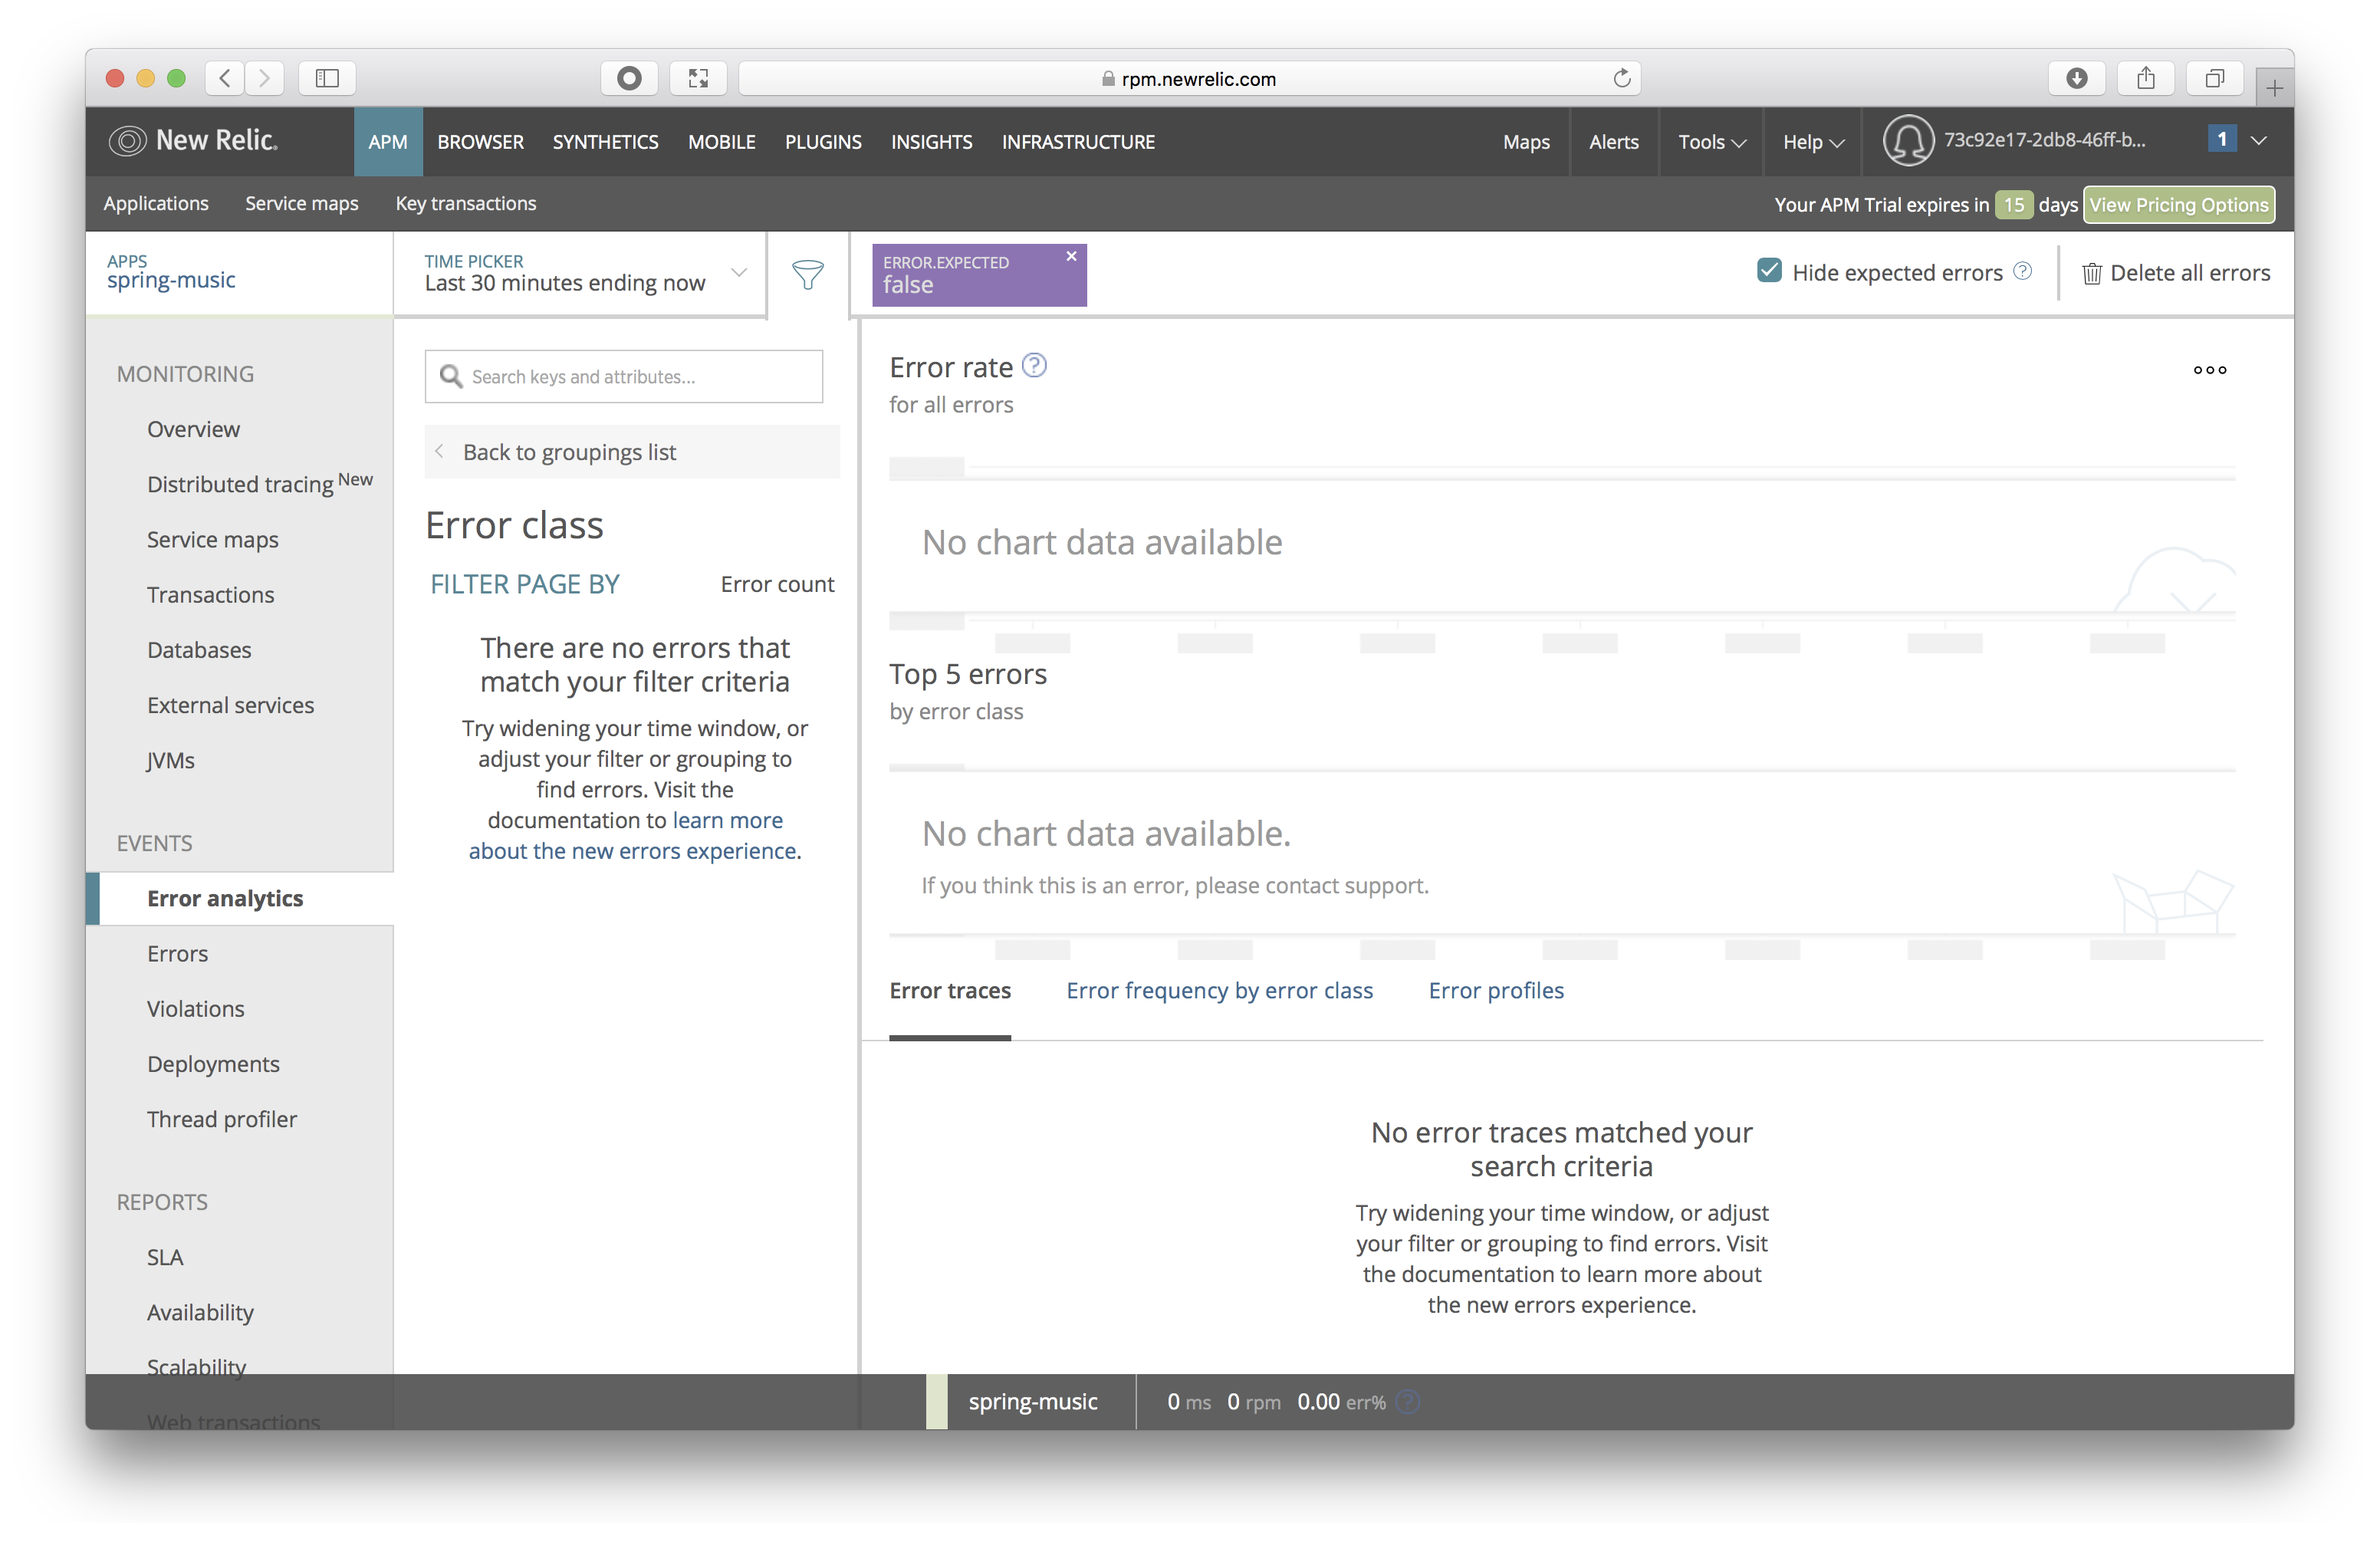 rpm.newrelic.com
New Relic.
APM
BROWSER
SYNTHETICS
MOBILE
PLUGINS
INSIGHTS
INFRASTRUCTURE
Maps
Alerts
Tools
Help
73c92e17-2db8-46ff-b...
1
Applications
Service maps
Key transactions
Your APM Trial expires in 15 days
View Pricing Options
APPS
spring-music
TIME PICKER
Last 30 minutes ending now
ERROR.EXPECTED
false
Hide expected errors ?
Delete all errors
MONITORING
Overview
Distributed tracing New
Service maps
Transactions
Databases
External services
JVMs
EVENTS
Error analytics
Errors
Violations
Deployments
Thread profiler
REPORTS
SLA
Availability
Scalability
Web transactions
Search keys and attributes...
Back to groupings list
Error class
FILTER PAGE BY
Error count
There are no errors that
match your filter criteria
Try widening your time window, or
adjust your filter or grouping to
find errors. Visit the
documentation to learn more
about the new errors experience.
Error rate ?
for all errors
No chart data available
Top 5 errors
by error class
No chart data available.
If you think this is an error, please contact support.
Error traces
Error frequency by error class
Error profiles
No error traces matched your
search criteria
Try widening your time window, or adjust
your filter or grouping to find errors. Visit
the documentation to learn more about
the new errors experience.
spring-music
0 ms 0 rpm 0.00 err% ?